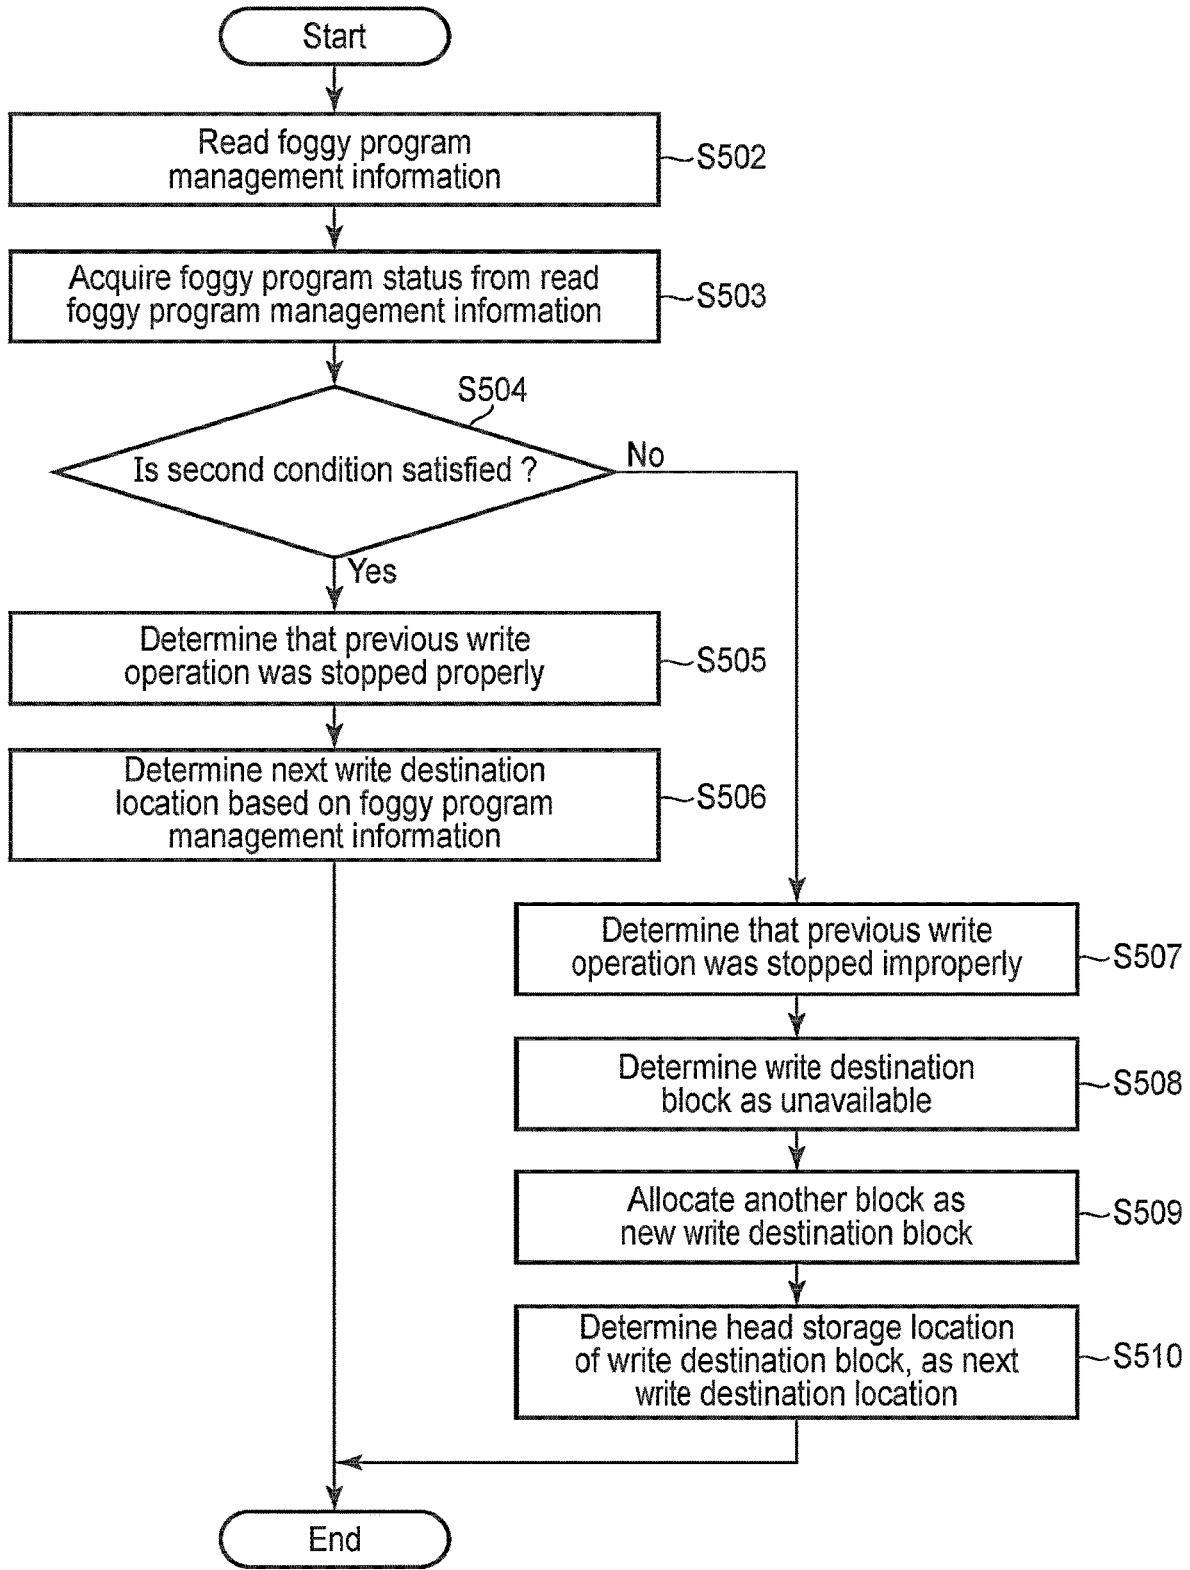 Start
Read foggy program
management information
S502
Acquire foggy program status from read
foggy program management information
S503
S504
Is second condition satisfied ?
No
Yes
Determine that previous write
operation was stopped properly
S505
Determine next write destination
location based on foggy program
management information
S506
Determine that previous write
operation was stopped improperly
S507
Determine write destination
block as unavailable
S508
Allocate another block as
new write destination block
S509
Determine head storage location
of write destination block, as next
write destination location
S510
End